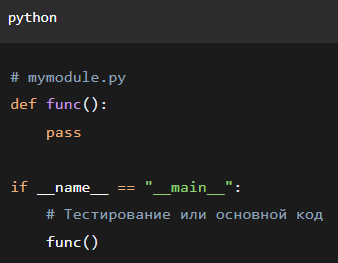 python
# mymodule.py
def func():
    pass
if __name__ == "__main__":
    # Тестирование или основной код
    func()